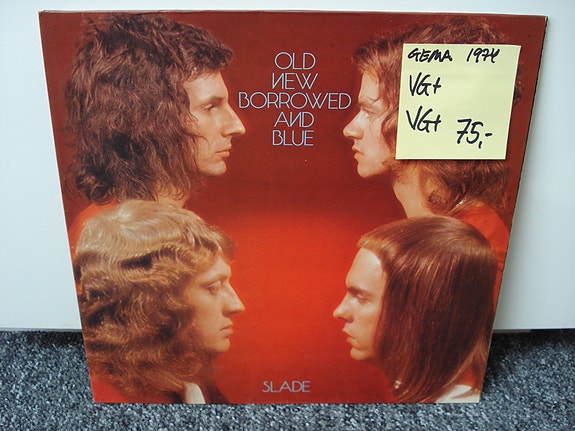 OLD
NEW
BORROWED
AND
BLUE
GEMA 1974
VG+
VG+ 75,-
SLADE